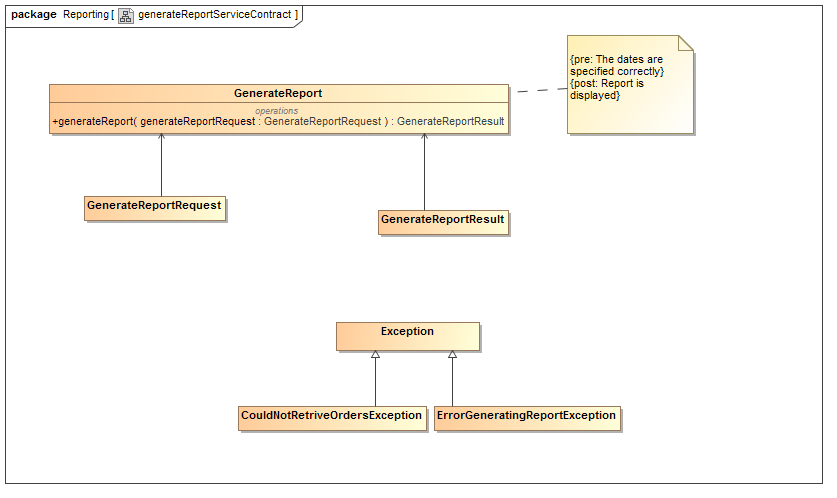 package Reporting[ generateReportServiceContract ]
{pre: The dates are
specified correctly}
{post: Report is
displayed}
GenerateReport
operations
+generateReport( generateReportRequest : GenerateReportRequest ) : GenerateReportResult
GenerateReportRequest
GenerateReportResult
Exception
CouldNotRetriveOrdersException
ErrorGeneratingReportException